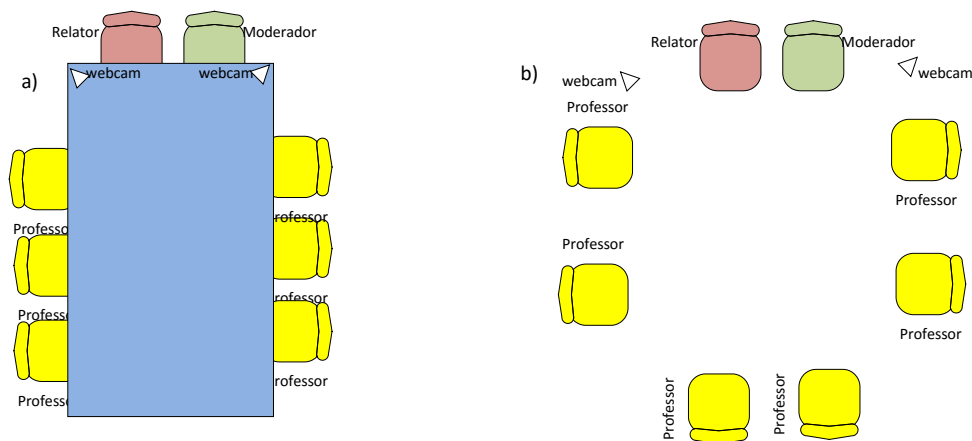 Relator
Moderador
a)
webcam
webcam
Professor
rofessor
Professor
rofessor
Professor
rofessor
Relator
Moderador
b)
webcam
webcam
Professor
Professor
Professor
Professor
Professor
Professor